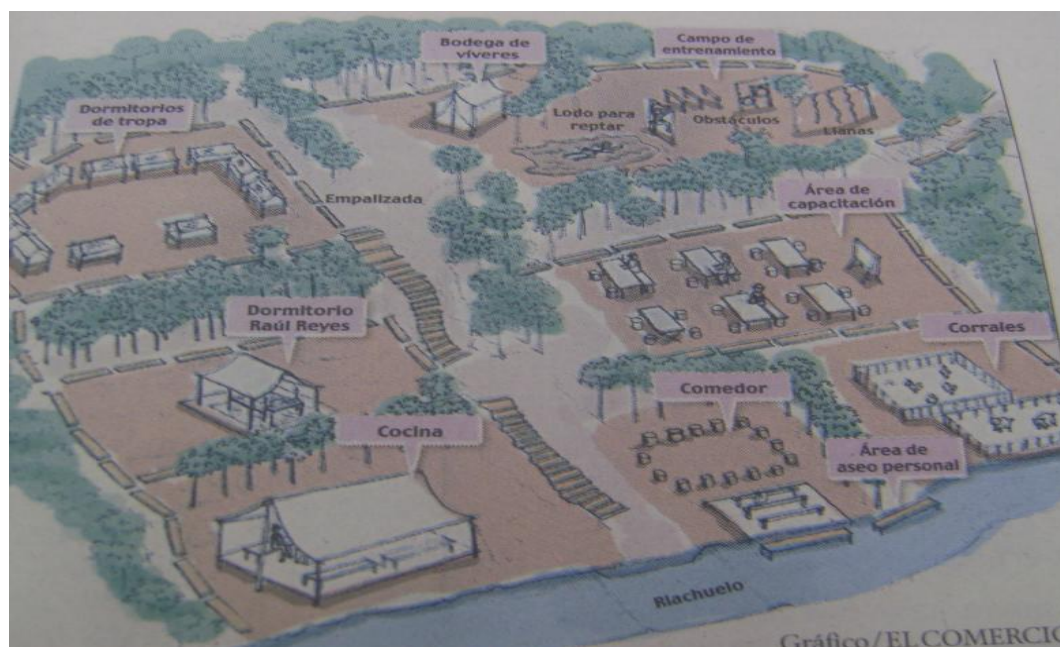 Bodega de
víveres
Campo de
entrenamiento
Dormitorios
de tropa
Lodo para
reptar
Obstáculos
Llanas
Empalizada
Área de
capacitación
Dormitorio
Raúl Reyes
Corrales
Comedor
Cocina
Área de
aseo personal
Riachuelo
Gráfico/EL COMERCIO